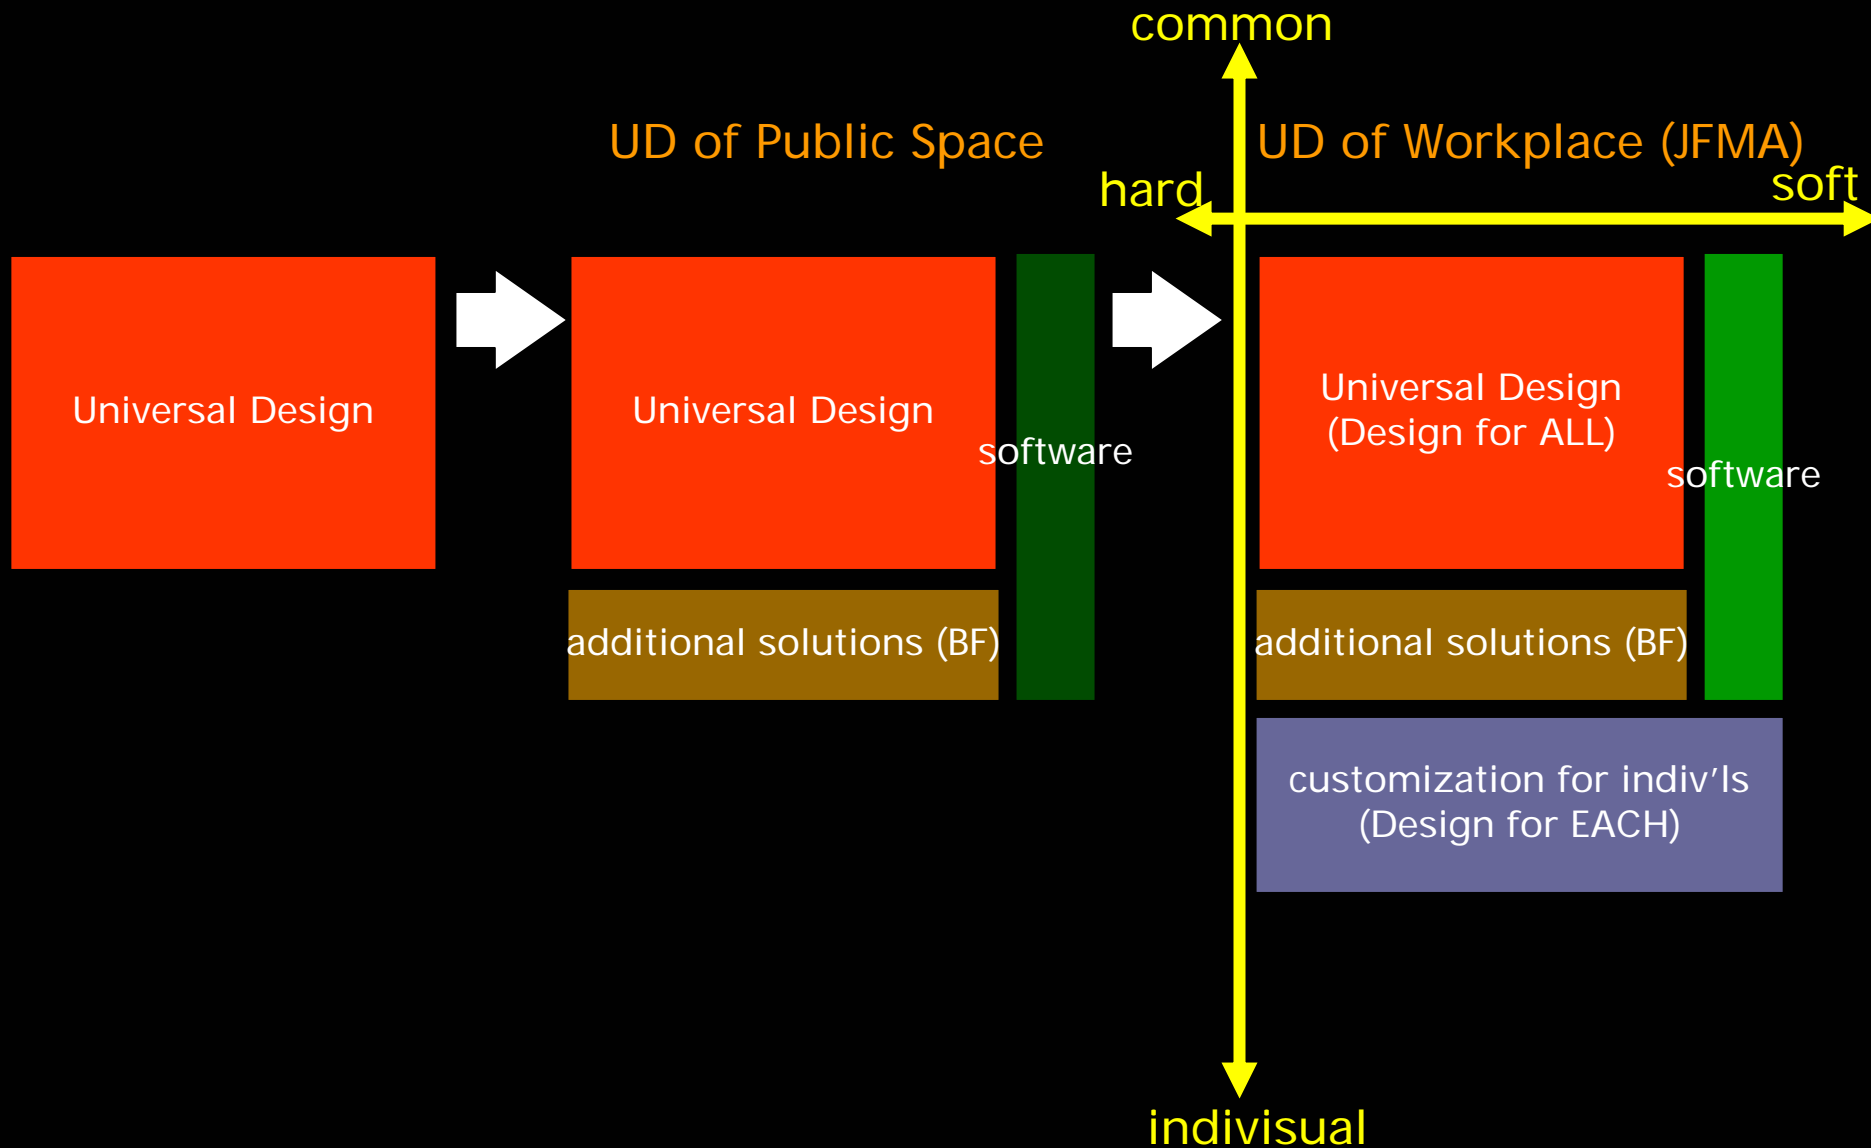 common
UD of Public Space
UD of Workplace (JFMA)
hard
soft
Universal Design
Universal Design
software
Universal Design
(Design for ALL)
software
additional solutions (BF)
additional solutions (BF)
customization for indiv’ls
(Design for EACH)
indivisual